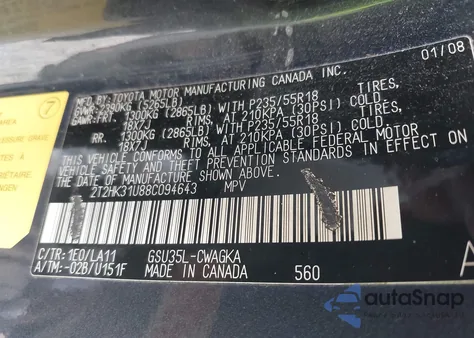 MFD. BY: TOYOTA MOTOR MANUFACTURING CANADA INC. 01/08
GVWR: 2390KG (5265LB)
GAWR: FRT. 1300KG (2865LB) WITH P235/55R18 TIRES,
18X7J RIMS, AT 210KPA (30PSI) COLD.
RR. 1300KG (2865LB) WITH P235/55R18 TIRES,
18X7J RIMS, AT 210KPA (30PSI) COLD.
THIS VEHICLE CONFORMS TO ALL APPLICABLE FEDERAL MOTOR
VEHICLE SAFETY AND THEFT PREVENTION STANDARDS IN EFFECT ON
THE DATE OF MANUFACTURE SHOWN ABOVE.
2T2HK31U88C094643 MPV
C/TR: 1E0/LA11 GSU35L-CWAGKA
A/TM: -02B/U151F MADE IN CANADA 560
7
AREA
autoSnap